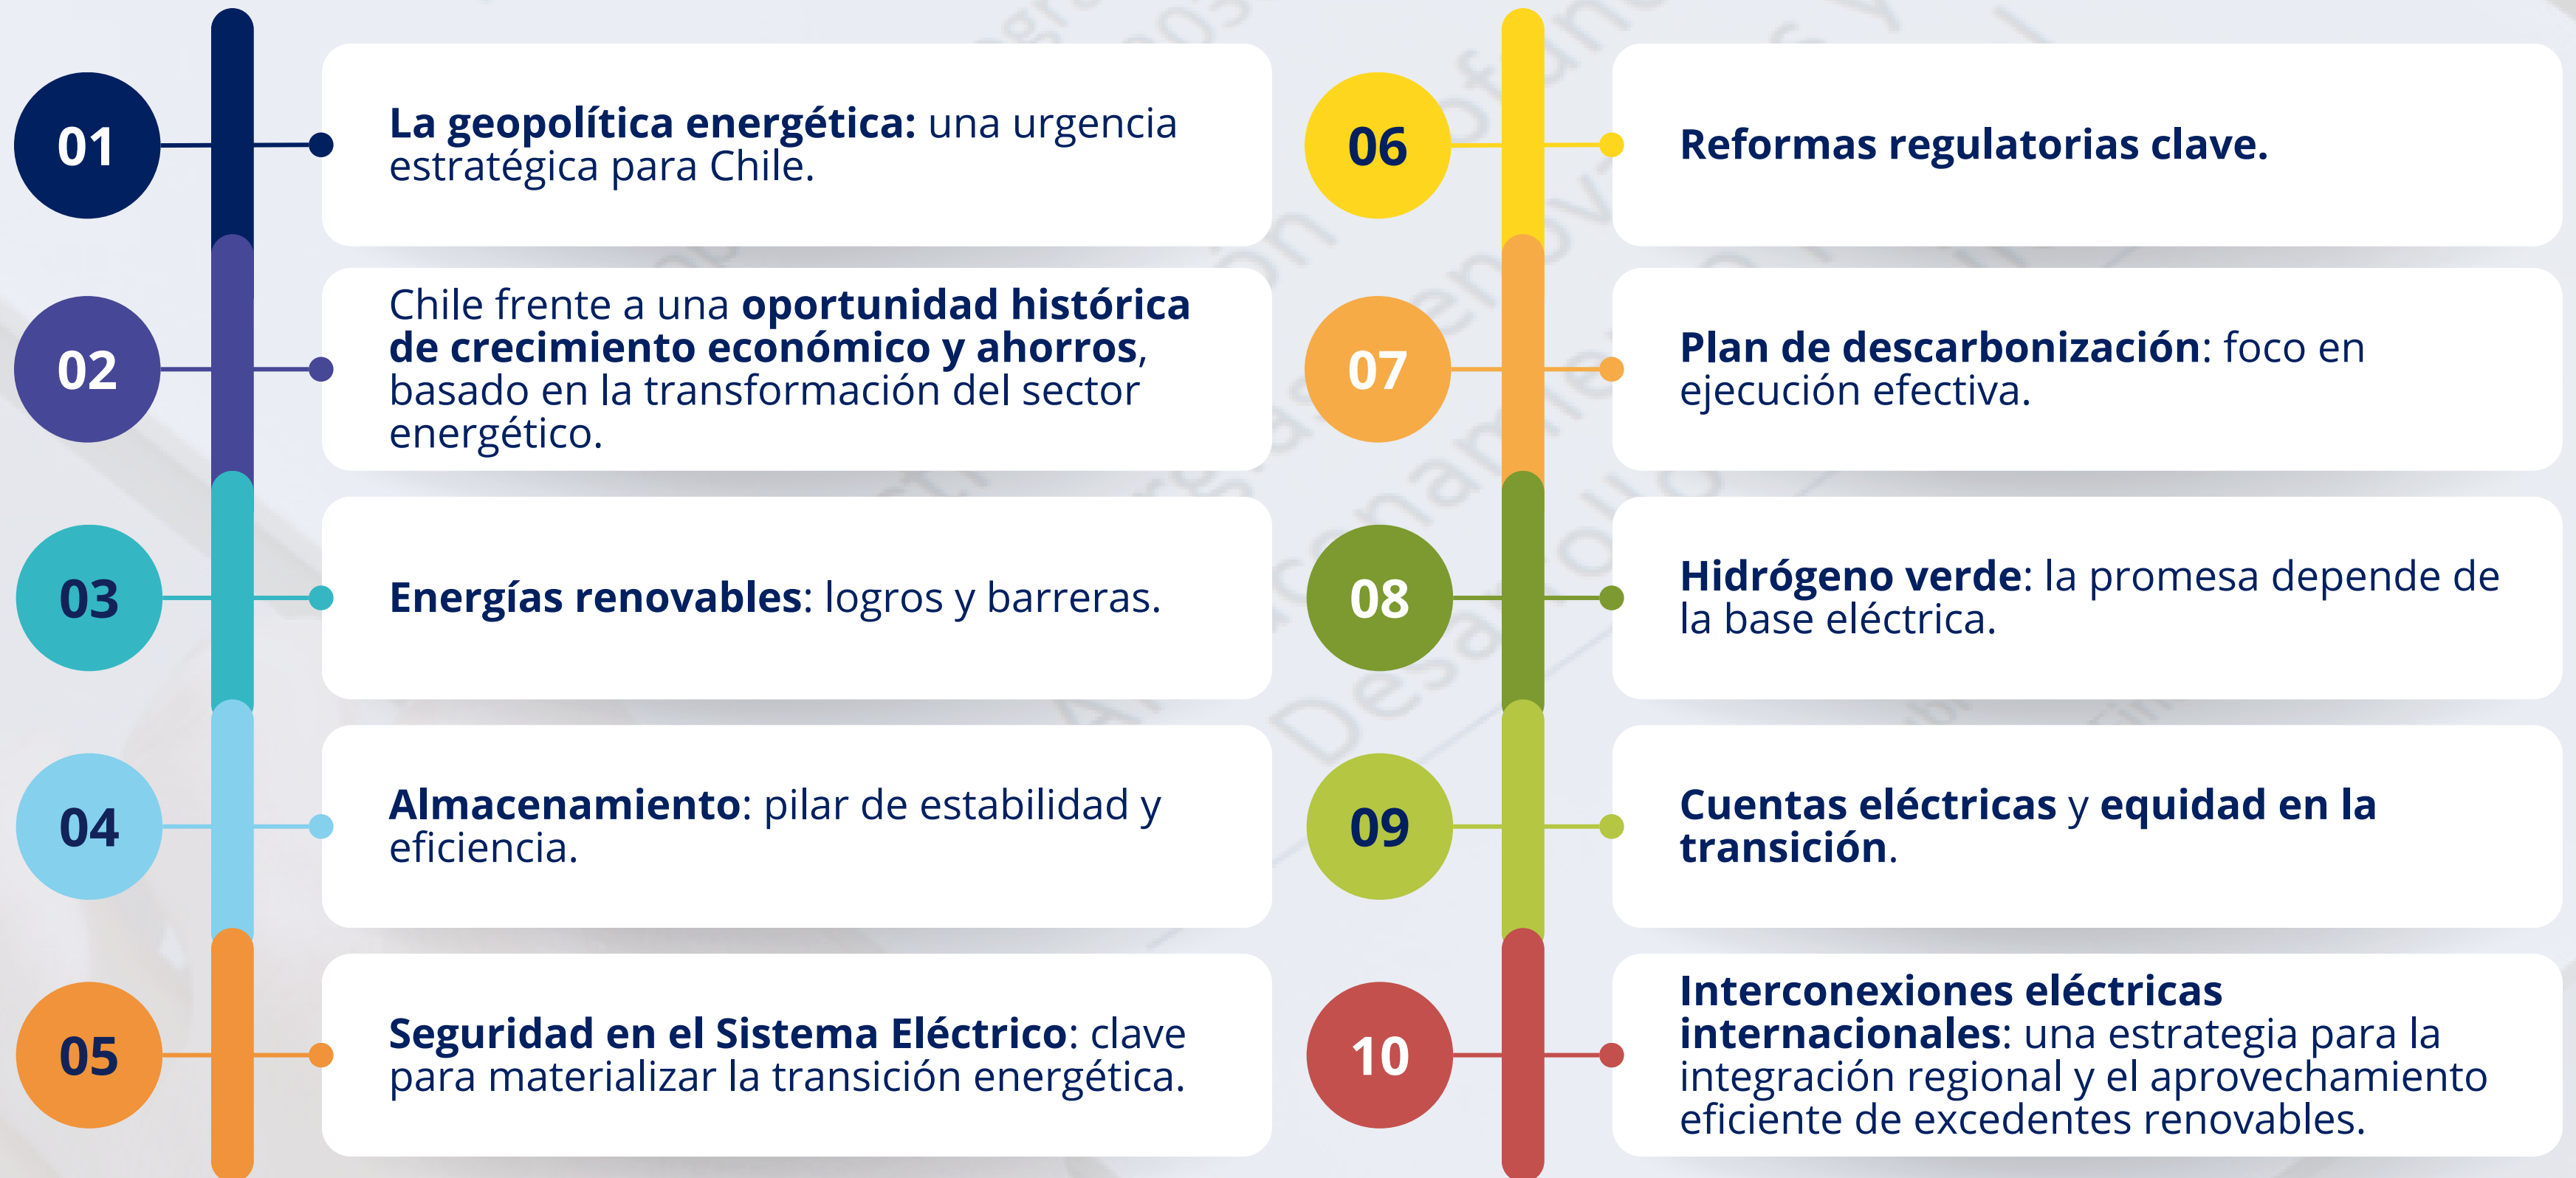 01
La geopolítica energética: una urgencia
estratégica para Chile.
02
Chile frente a una oportunidad histórica
de crecimiento económico y ahorros,
basado en la transformación del sector
energético.
03
Energías renovables: logros y barreras.
04
Almacenamiento: pilar de estabilidad y
eficiencia.
05
Seguridad en el Sistema Eléctrico: clave
para materializar la transición energética.
06
Reformas regulatorias clave.
07
Plan de descarbonización: foco en
ejecución efectiva.
08
Hidrógeno verde: la promesa depende de
la base eléctrica.
09
Cuentas eléctricas y equidad en la
transición.
10
Interconexiones eléctricas
internacionales: una estrategia para la
integración regional y el aprovechamiento
eficiente de excedentes renovables.